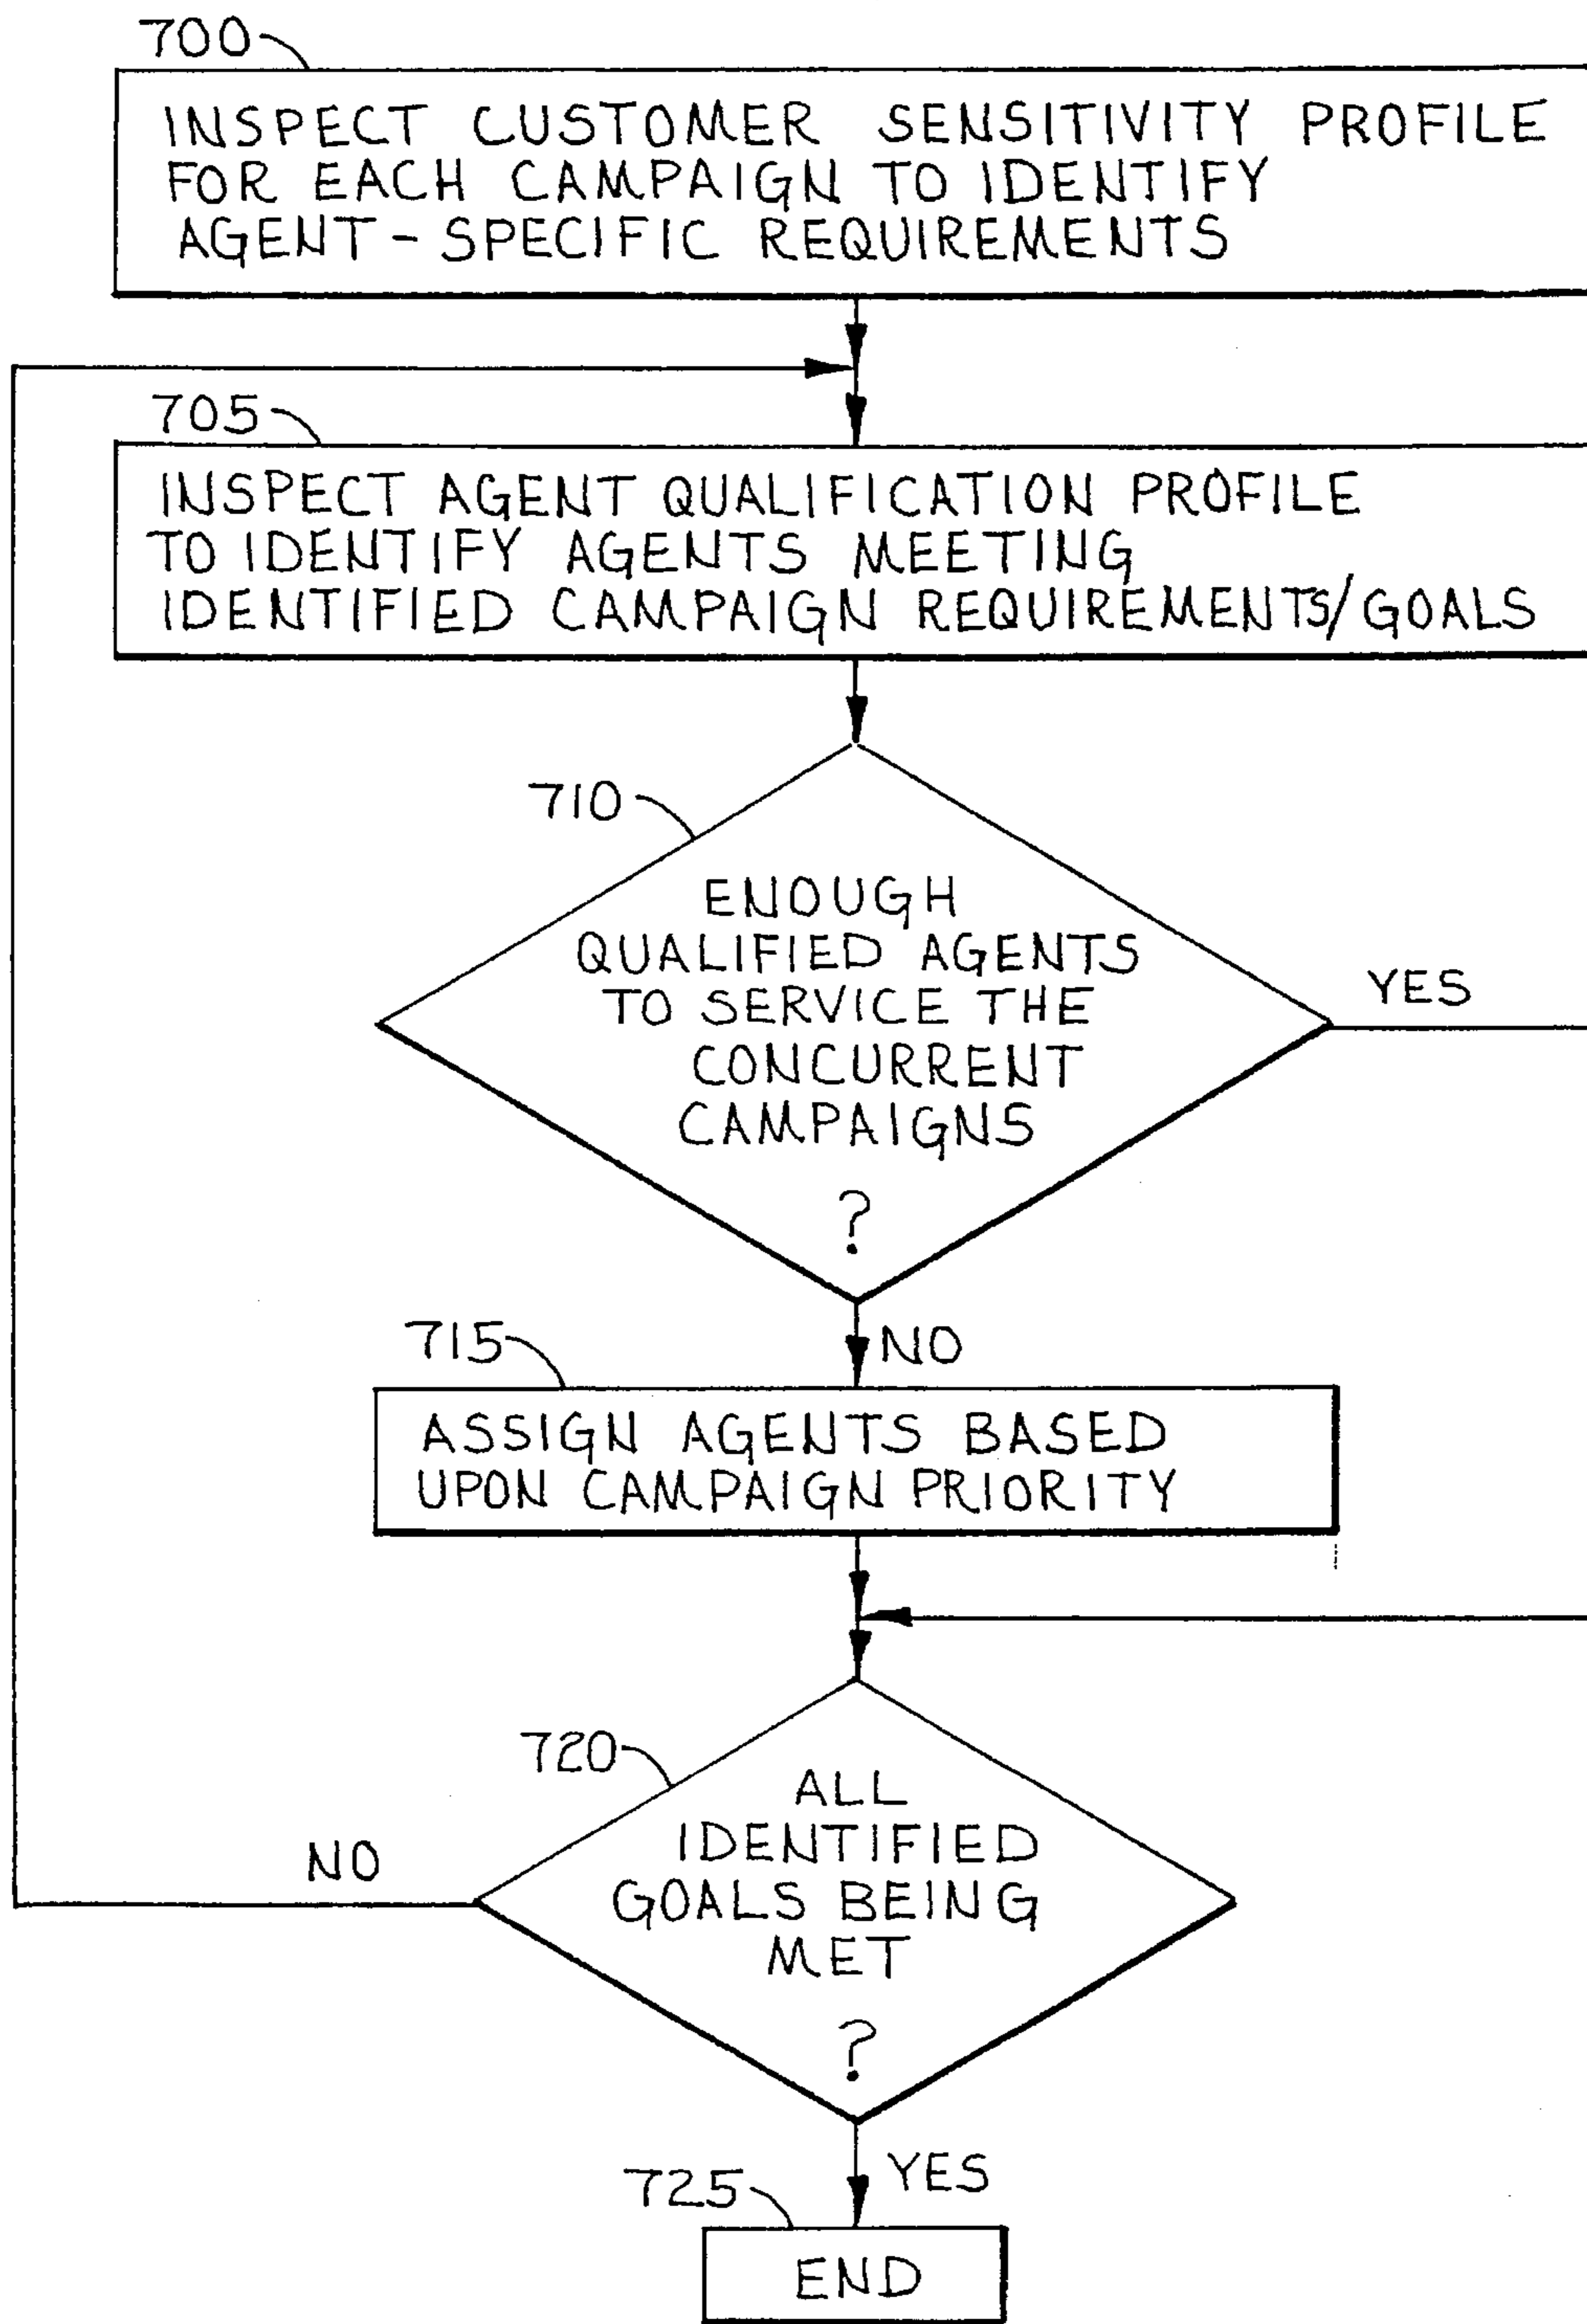 700
INSPECT CUSTOMER SENSITIVITY PROFILE
FOR EACH CAMPAIGN TO IDENTIFY
AGENT-SPECIFIC REQUIREMENTS
705
INSPECT AGENT QUALIFICATION PROFILE
TO IDENTIFY AGENTS MEETING
IDENTIFIED CAMPAIGN REQUIREMENTS/GOALS
710
ENOUGH
QUALIFIED AGENTS
TO SERVICE THE
CONCURRENT
CAMPAIGNS
?
YES
NO
715
ASSIGN AGENTS BASED
UPON CAMPAIGN PRIORITY
720
ALL
IDENTIFIED
GOALS BEING
MET
?
NO
YES
725
END